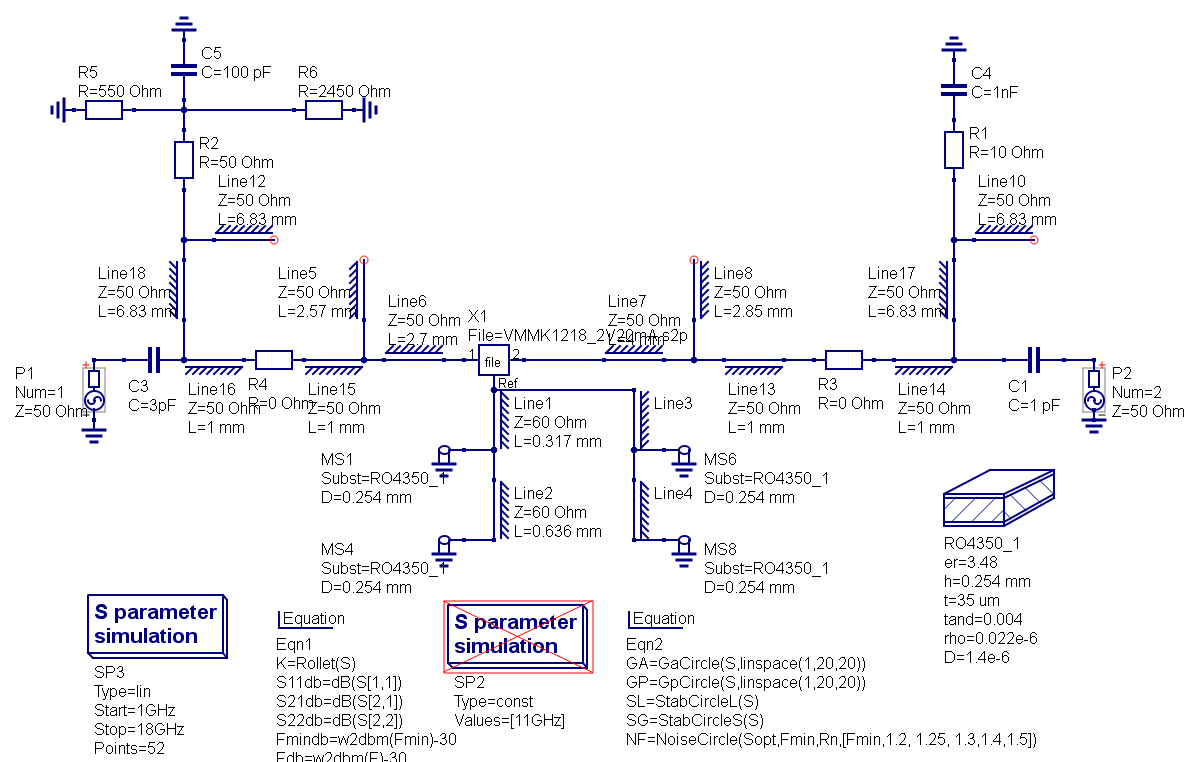 C5
C=100 pF
R5
R=550 Ohm
R6
R=2450 Ohm
C4
C=1nF
R2
R=50 Ohm
R1
R=10 Ohm
Line12
Z=50 Ohm
L=6.83 mm
Line10
Z=50 Ohm
L=6.83 mm
Line18
Z=50 Ohm
L=6.83 mm
Line5
Z=50 Ohm
L=2.57 mm
Line6
Z=50 Ohm
L=2.7 mm
X1
File=VMMK1218_2V20mA.s2p
1
file
2
Ref
Line7
Z=50 Ohm
L=4 mm
Line8
Z=50 Ohm
L=2.85 mm
Line17
Z=50 Ohm
L=6.83 mm
P1
Num=1
Z=50 Ohm
C3
C=3pF
Line16
Z=50 Ohm
L=1 mm
R4
R=0 Ohm
Line15
Z=50 Ohm
L=1 mm
Line13
Z=50 Ohm
L=1 mm
R3
R=0 Ohm
Line14
Z=50 Ohm
L=1 mm
C1
C=1 pF
P2
Num=2
Z=50 Ohm
Line1
Z=60 Ohm
L=0.317 mm
Line3
MS1
Subst=RO4350_1
D=0.254 mm
MS6
Subst=RO4350_1
D=0.254 mm
Line2
Z=60 Ohm
L=0.636 mm
Line4
MS4
Subst=RO4350_1
D=0.254 mm
MS8
Subst=RO4350_1
D=0.254 mm
RO4350_1
er=3.48
h=0.254 mm
t=35 um
tand=0.004
rho=0.022e-6
D=1.4e-6
S parameter
simulation
SP3
Type=lin
Start=1GHz
Stop=18GHz
Points=52
Equation
Eqn1
K=Rollet(S)
S11db=dB(S[1,1])
S21db=dB(S[2,1])
S22db=dB(S[2,2])
Fmindb=w2dbm(Fmin)-30
Fdb=w2dbm(F)-30
S parameter
simulation
SP2
Type=const
Values=[11GHz]
Equation
Eqn2
GA=GaCircle(S,linspace(1,20,20))
GP=GpCircle(S,linspace(1,20,20))
SL=StabCircleL(S)
SG=StabCircleS(S)
NF=NoiseCircle(Sopt,Fmin,Rn,[Fmin,1.2, 1.25, 1.3,1.4,1.5])